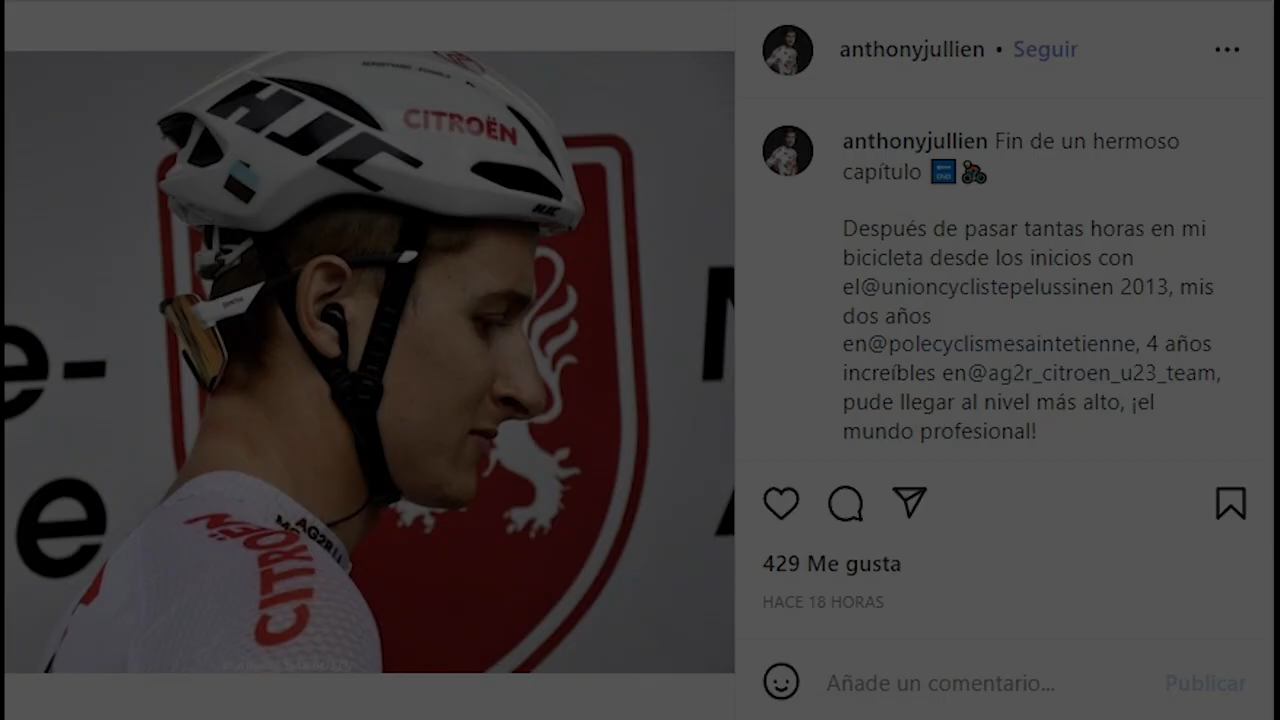 anthonyjullien • Seguir
anthonyjullien Fin de un hermoso
capítulo
Después de pasar tantas horas en mi
bicicleta desde los inicios con
el@unioncyclistepelussinen 2013, mis
dos años
en@polecyclismesaintetienne, 4 años
increíbles en@ag2r_citroen_u23_team,
pude llegar al nivel más alto, ¡el
mundo profesional!
429 Me gusta
HACE 18 HORAS
Añade un comentario...
Publicar
HJC
CITROËN
HJC
e-
e
CITROËN
AG2R
CITROËN